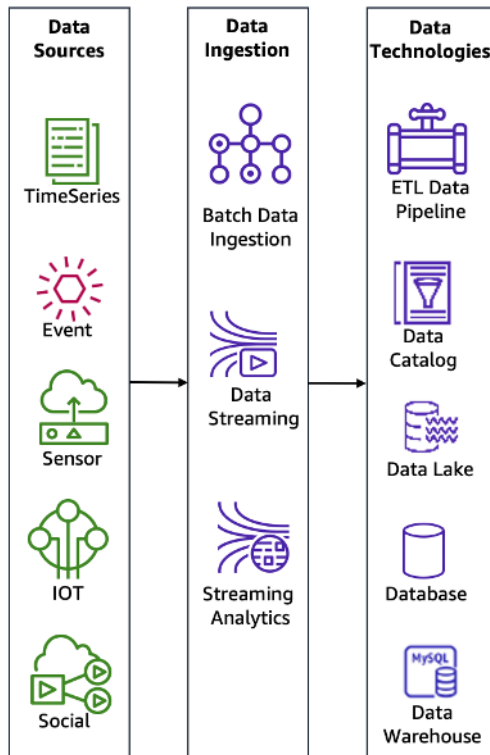 Data
Sources
TimeSeries
Event
Sensor
IOT
Social
Data
Ingestion
Batch Data
Ingestion
Data
Streaming
Streaming
Analytics
Data
Technologies
ETL Data
Pipeline
Data
Catalog
Data Lake
Database
MySQL
Data
Warehouse